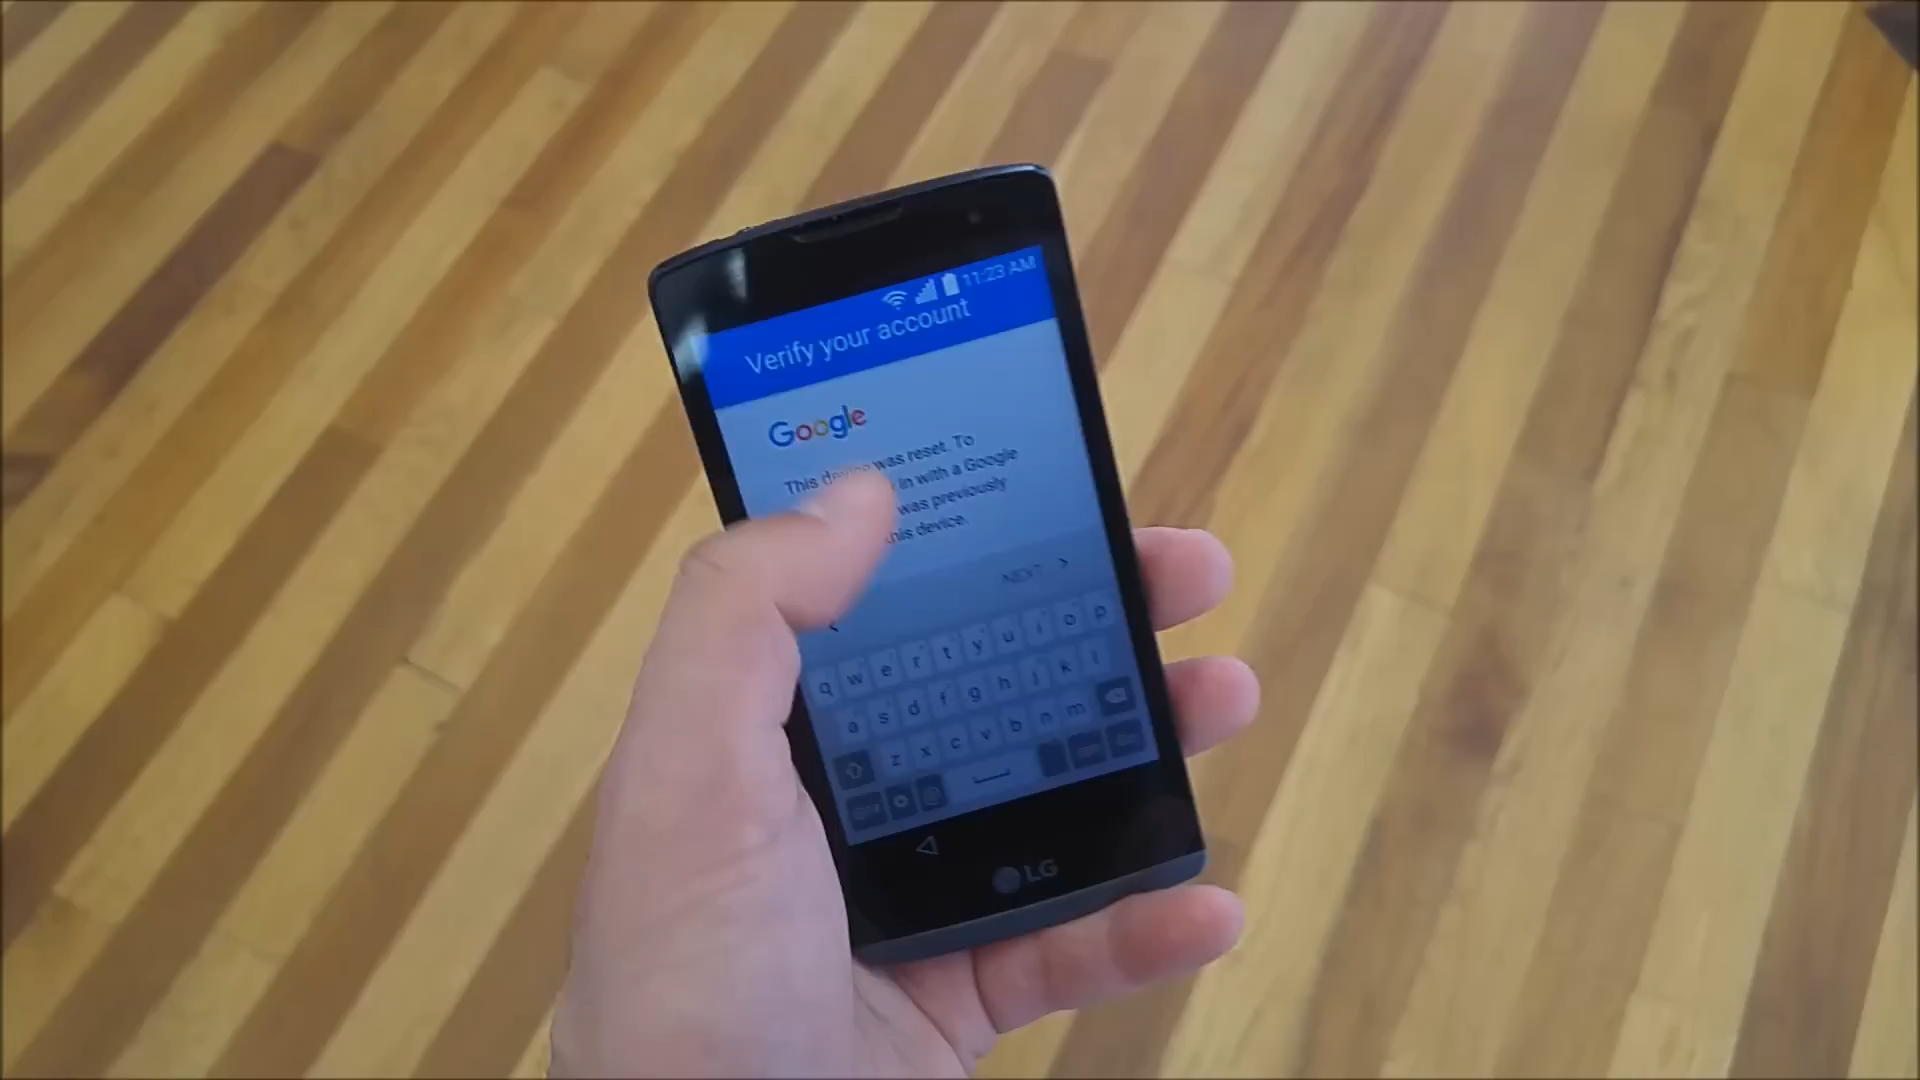 11:23 AM
Verify your account
Google
This device was reset. To
in with a Google
was previously
this device.
NEXT >
q w e r t y u i o p
a s d f g h j k l
z x c v b n m
@
LG